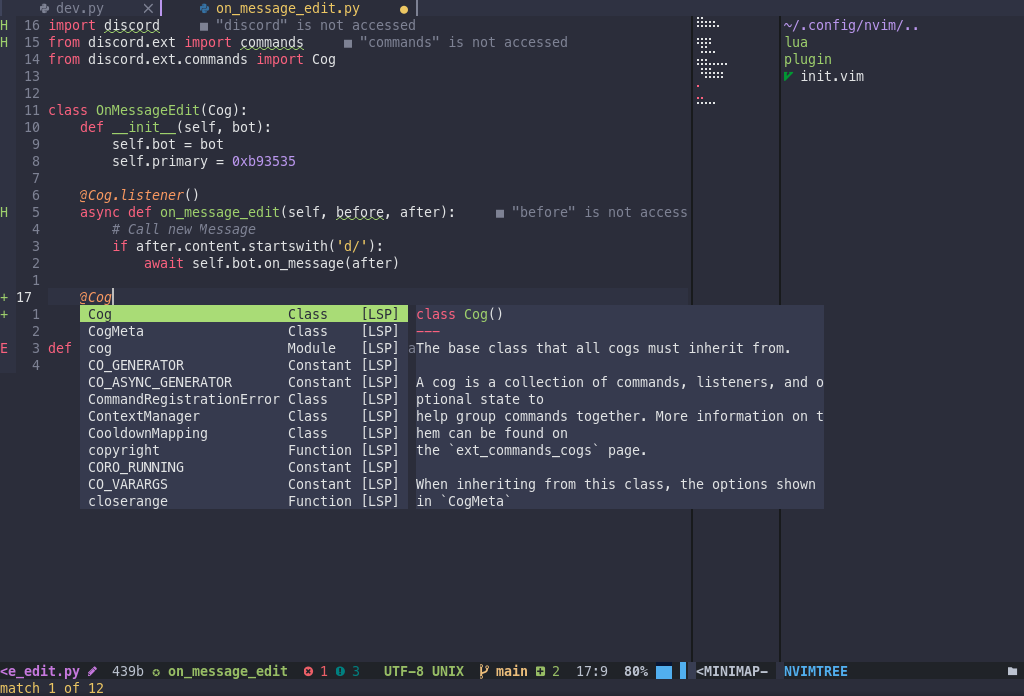 dev.py on_message_edit.py
H 16 import discord ■ "discord" is not accessed
H 15 from discord.ext import commands ■ "commands" is not accessed
14 from discord.ext.commands import Cog
13
12
11 class OnMessageEdit(Cog):
10 def __init__(self, bot):
9 self.bot = bot
8 self.primary = 0xb93535
7
6 @Cog.listener()
H 5 async def on_message_edit(self, before, after): ■ "before" is not access
4 # Call new Message
3 if after.content.startswith('d/'):
2 await self.bot.on_message(after)
1
+ 17 @Cog
+ 1 Cog Class [LSP] class Cog()
2 CogMeta Class [LSP] ---
E 3 def cog Module [LSP] aThe base class that all cogs must inherit from.
4 CO_GENERATOR Constant [LSP]
CO_ASYNC_GENERATOR Constant [LSP] A cog is a collection of commands, listeners, and o
CommandRegistrationError Class [LSP] ptional state to
ContextManager Class [LSP] help group commands together. More information on t
CooldownMapping Class [LSP] hem can be found on
copyright Function [LSP] the `ext_commands_cogs` page.
CORO_RUNNING Constant [LSP]
CO_VARARGS Constant [LSP] When inheriting from this class, the options shown
closerange Function [LSP] in `CogMeta`
~/.config/nvim/..
lua
plugin
init.vim
<e_edit.py 439b on_message_edit 1 3 UTF-8 UNIX main 2 17:9 80% <MINIMAP- NVIMTREE
match 1 of 12